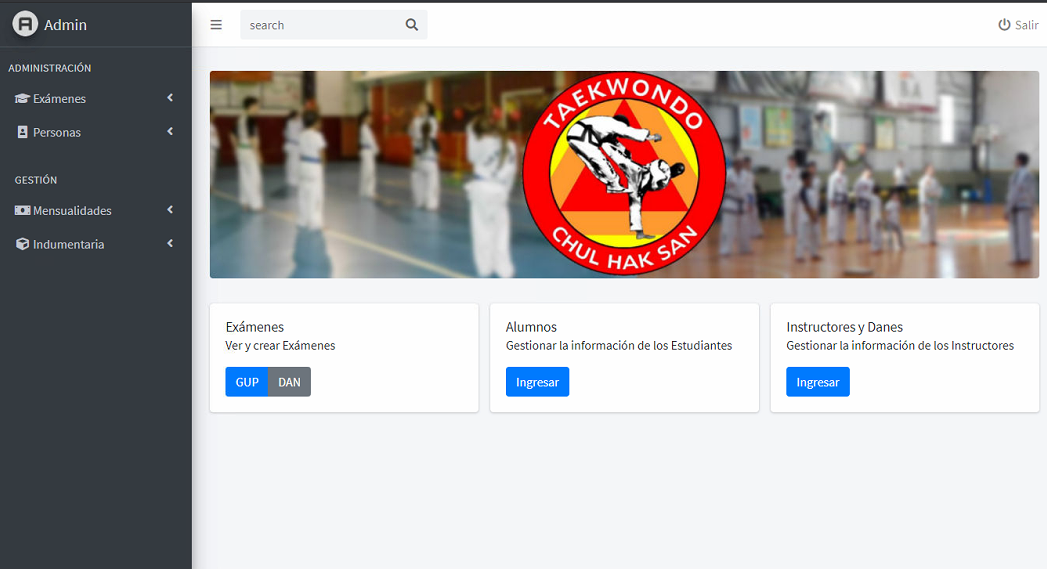 Admin
search
Salir
ADMINISTRACIÓN
Exámenes
Personas
GESTIÓN
Mensualidades
Indumentaria
TAEKWONDO
CHUL HAK SAN
Exámenes
Ver y crear Exámenes
GUP DAN
Alumnos
Gestionar la información de los Estudiantes
Ingresar
Instructores y Danes
Gestionar la información de los Instructores
Ingresar